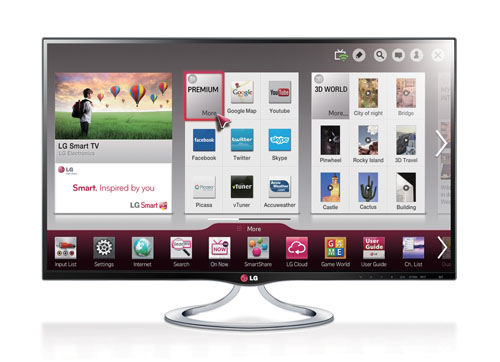 PREMIUM
More...
Google Map
Youtube
3D WORLD
More...
City of night
Bridge
LG Smart TV
LG Electronics
Facebook
Twitter
Skype
Pinwheel
Rocky Island
3D Travel
LG
Smart. Inspired by you
LG Smart
Picasa
vTuner
Accuweather
Castle
Cactus
Building
More
Input List
Settings
Internet
Search
On Now
SmartShare
LG Cloud
Game World
User Guide
Ch. List
LG